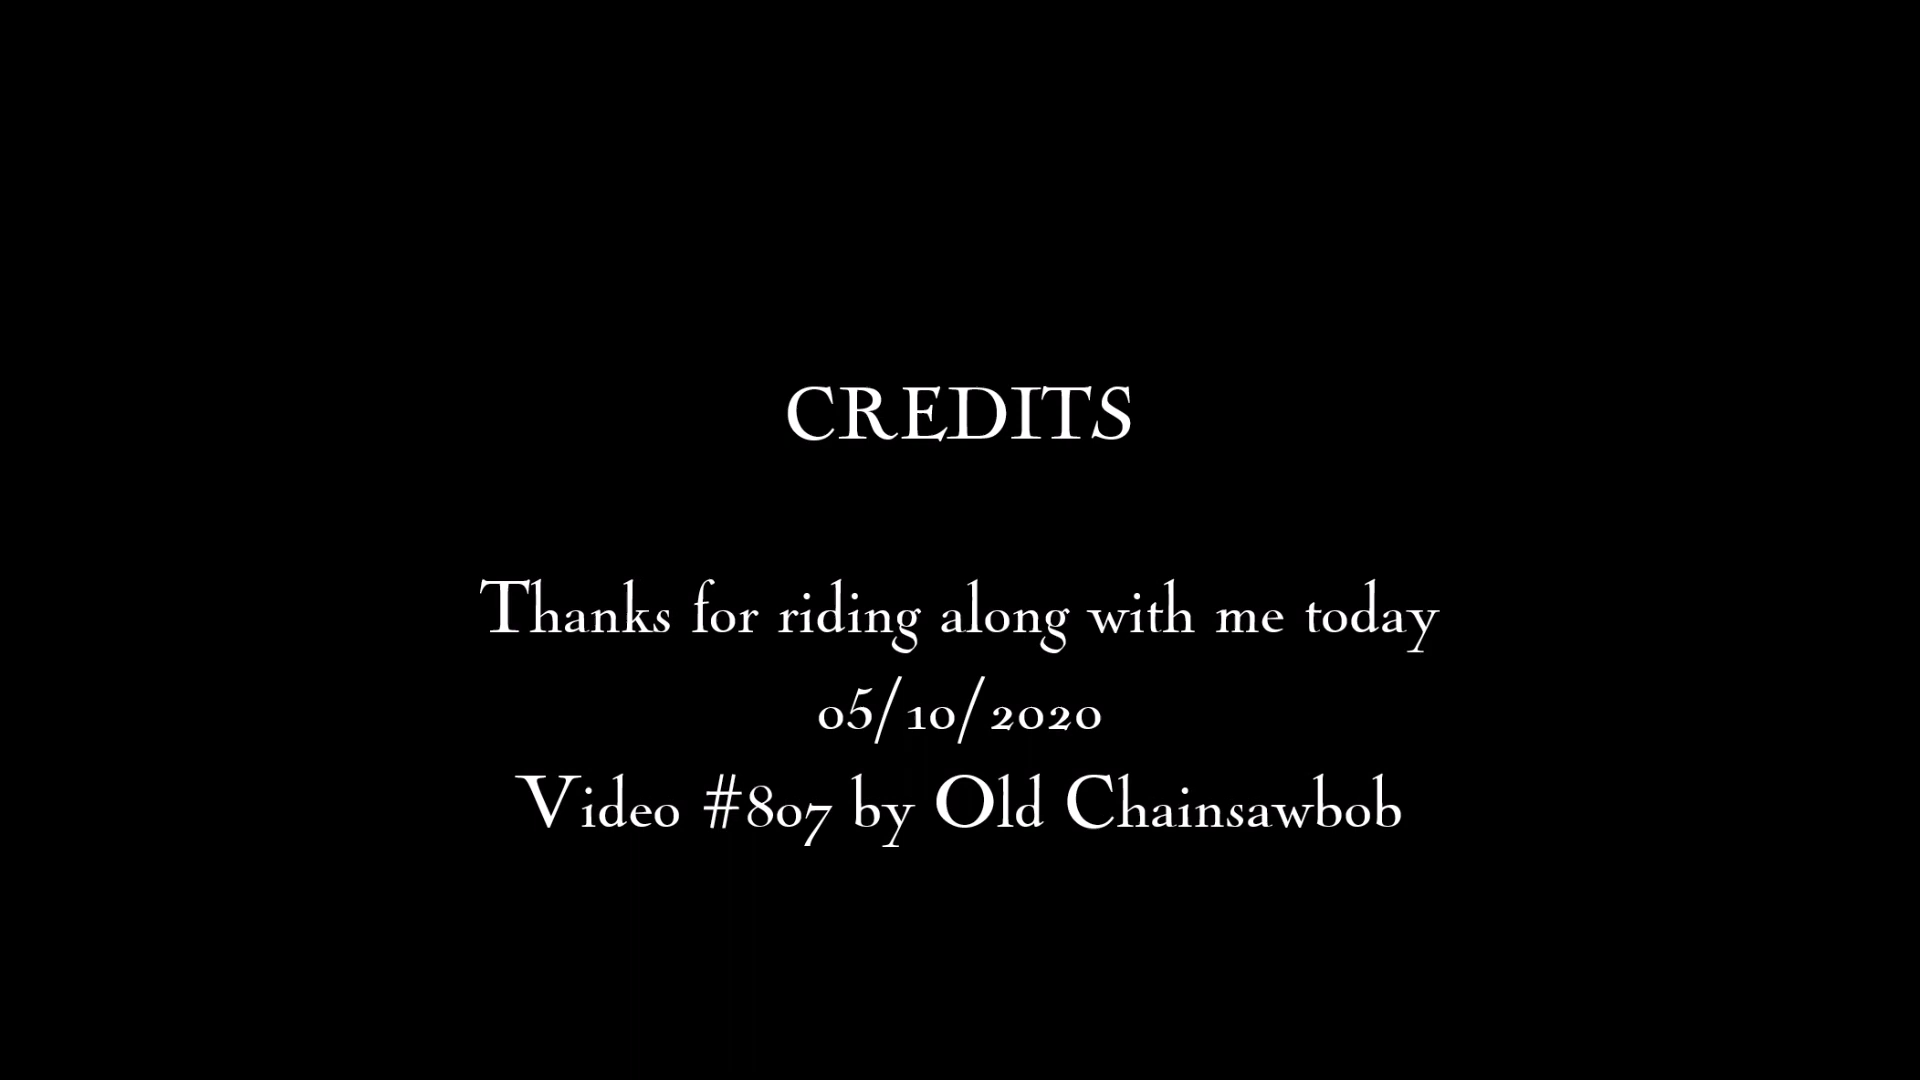 CREDITS
Thanks for riding along with me today
05/10/2020
Video #807 by Old Chainsawbob